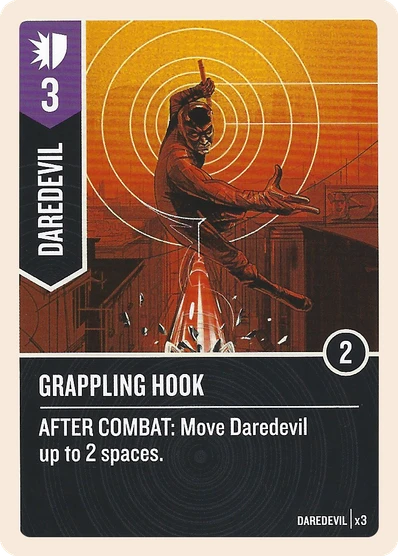 3
DAREDEVIL
2
GRAPPLING HOOK
AFTER COMBAT: Move Daredevil
up to 2 spaces.
DAREDEVIL | x3